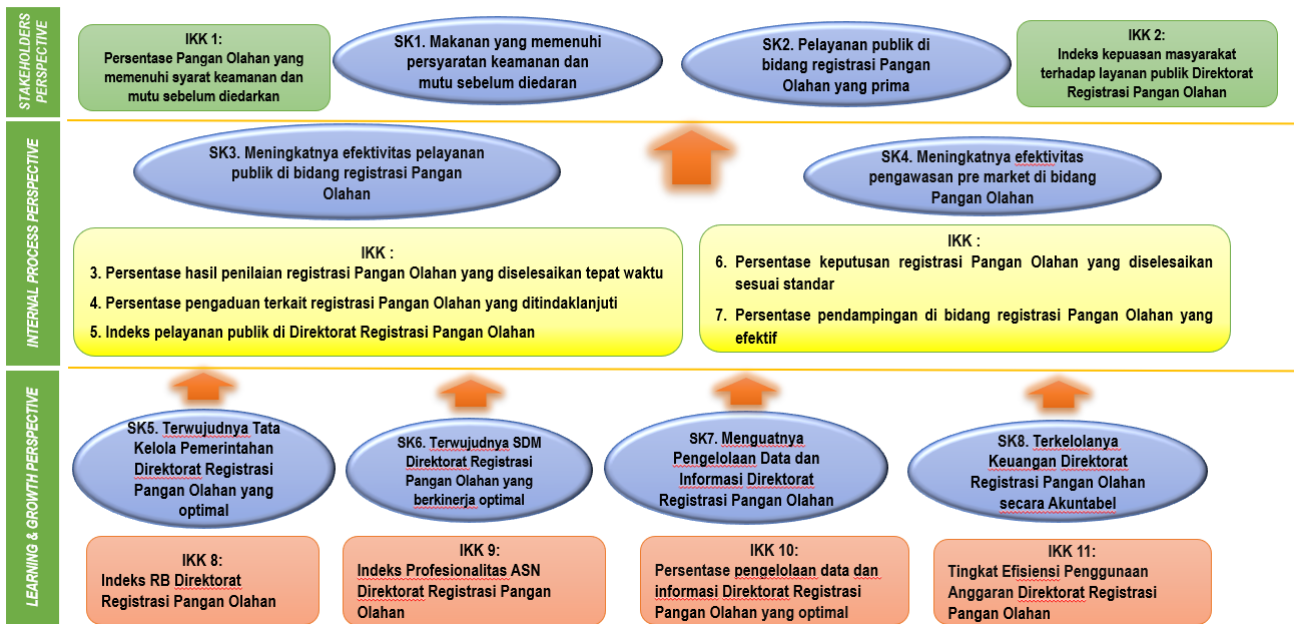 STAKEHOLDERS
PERSPECTIVE
IKK 1:
Persentase Pangan Olahan yang
memenuhi syarat keamanan dan
mutu sebelum diedarkan
SK1. Makanan yang memenuhi
persyaratan keamanan dan
mutu sebelum diedaran
SK2. Pelayanan publik di
bidang registrasi Pangan
Olahan yang prima
IKK 2:
Indeks kepuasan masyarakat
terhadap layanan publik Direktorat
Registrasi Pangan Olahan
INTERNAL PROCESS PERSPECTIVE
SK3. Meningkatnya efektivitas pelayanan
publik di bidang registrasi Pangan
Olahan
SK4. Meningkatnya efektivitas
pengawasan pre market di bidang
Pangan Olahan
IKK :
3. Persentase hasil penilaian registrasi Pangan Olahan yang diselesaikan tepat waktu
4. Persentase pengaduan terkait registrasi Pangan Olahan yang ditindaklanjuti
5. Indeks pelayanan publik di Direktorat Registrasi Pangan Olahan
IKK :
6. Persentase keputusan registrasi Pangan Olahan yang diselesaikan
sesuai standar
7. Persentase pendampingan di bidang registrasi Pangan Olahan yang
efektif
LEARNING & GROWTH PERSPECTIVE
SK5. Terwujudnya Tata
Kelola Pemerintahan
Direktorat Registrasi
Pangan Olahan yang
optimal
SK6. Terwujudnya SDM
Direktorat Registrasi
Pangan Olahan yang
berkinerja optimal
SK7. Menguatnya
Pengelolaan Data dan
Informasi Direktorat
Registrasi Pangan Olahan
SK8. Terkelolanya
Keuangan Direktorat
Registrasi Pangan Olahan
secara Akuntabel
IKK 8:
Indeks RB Direktorat
Registrasi Pangan Olahan
IKK 9:
Indeks Profesionalitas ASN
Direktorat Registrasi Pangan
Olahan
IKK 10:
Persentase pengelolaan data dan
informasi Direktorat Registrasi
Pangan Olahan yang optimal
IKK 11:
Tingkat Efisiensi Penggunaan
Anggaran Direktorat Registrasi
Pangan Olahan